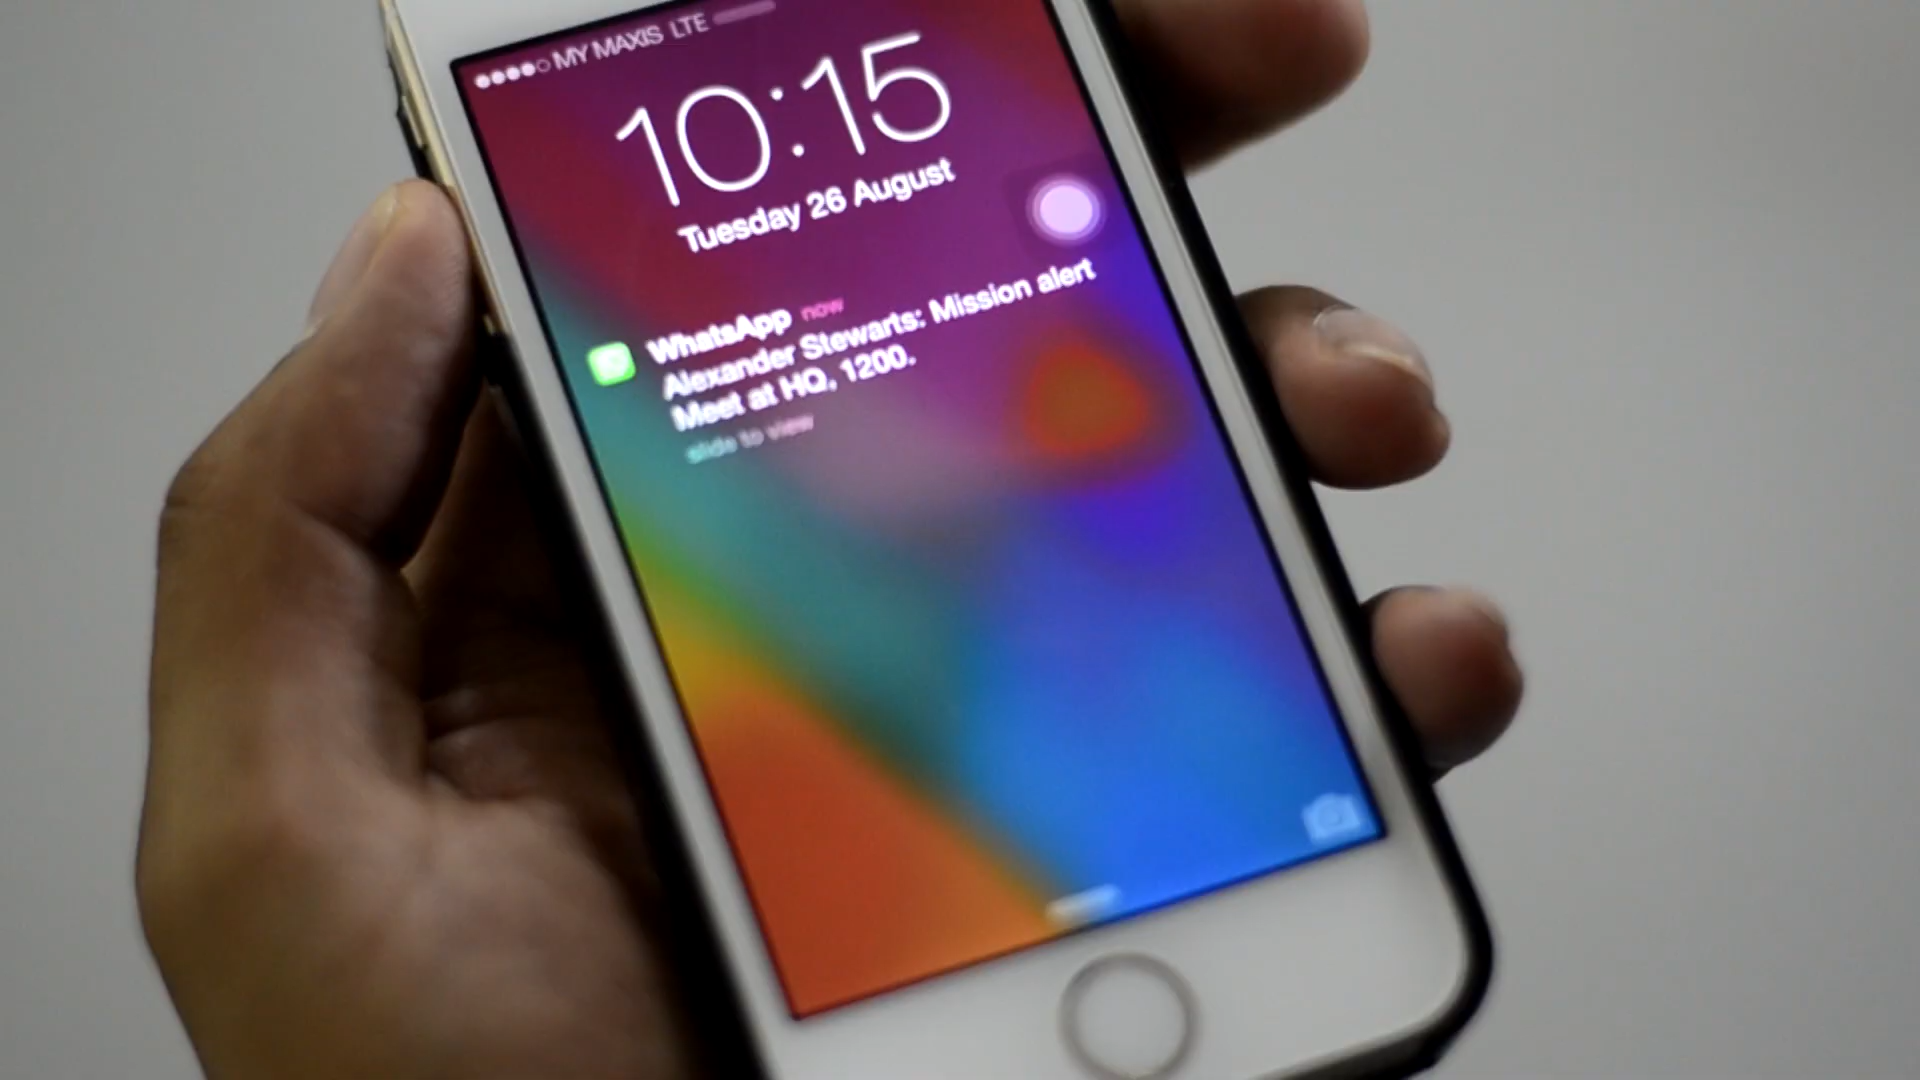 MY MAXIS LTE
10:15
Tuesday 26 August
WhatsApp now
Alexander Stewarts: Mission alert
Meet at HQ, 1200.
slide to view